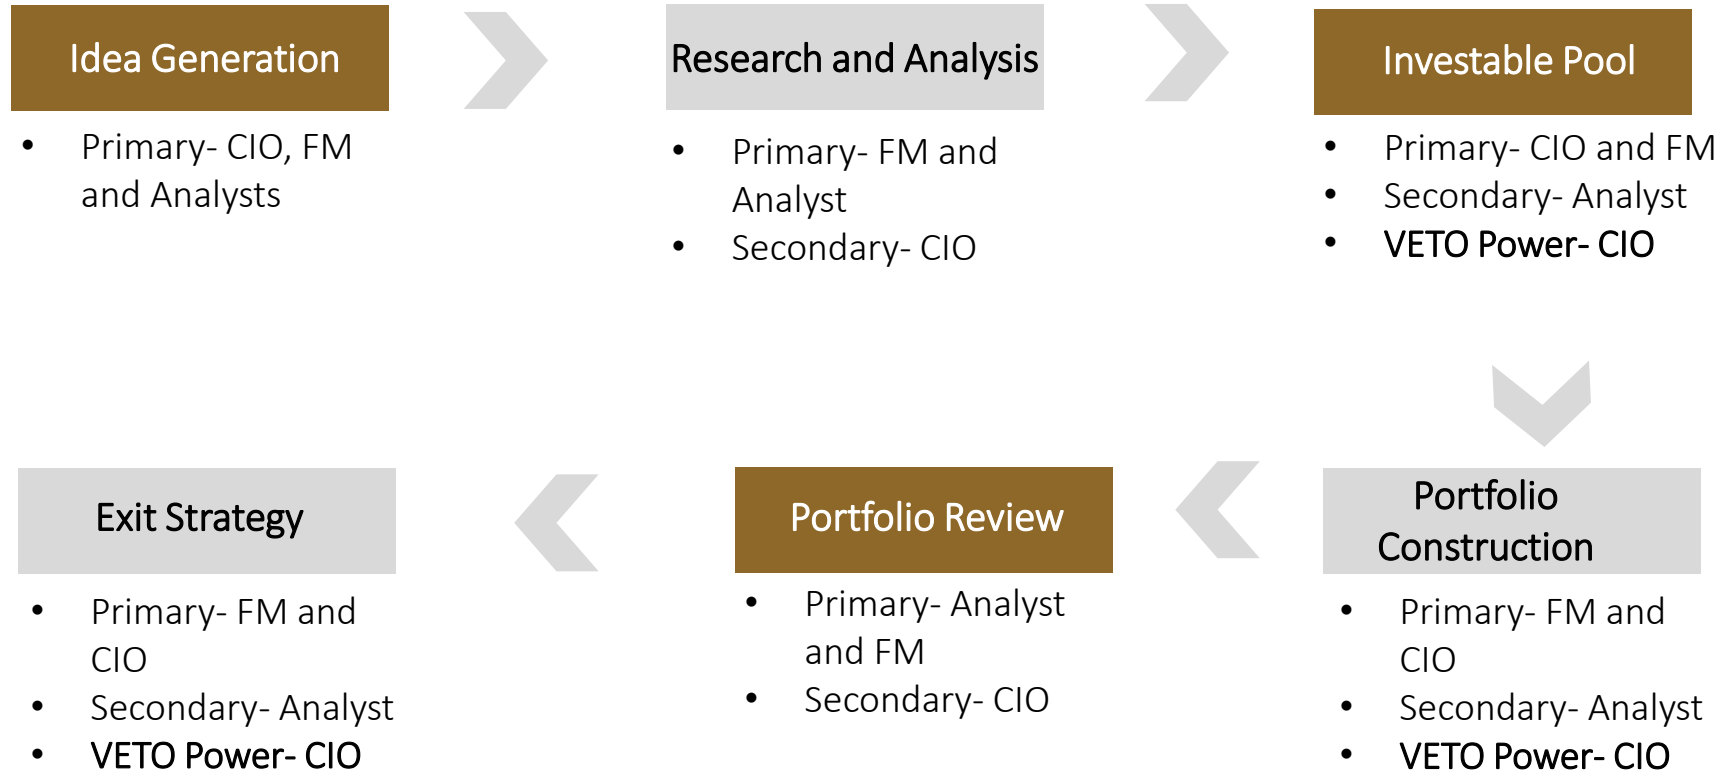 Idea Generation
• Primary- CIO, FM
and Analysts
Research and Analysis
• Primary- FM and
Analyst
• Secondary- CIO
Investable Pool
• Primary- CIO and FM
• Secondary- Analyst
• VETO Power- CIO
Portfolio
Construction
• Primary- FM and
CIO
• Secondary- Analyst
• VETO Power- CIO
Portfolio Review
• Primary- Analyst
and FM
• Secondary- CIO
Exit Strategy
• Primary- FM and
CIO
• Secondary- Analyst
• VETO Power- CIO